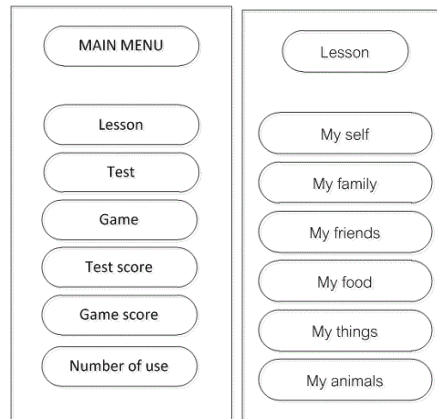 MAIN MENU
Lesson
Test
Game
Test score
Game score
Number of use
Lesson
My self
My family
My friends
My food
My things
My animals